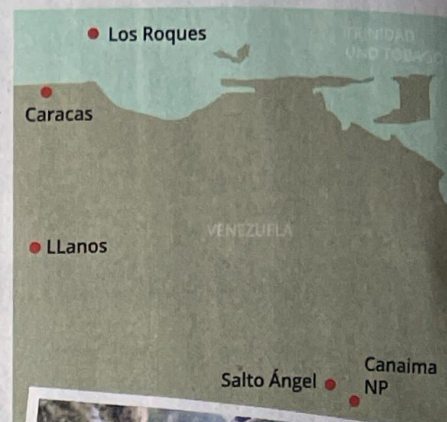 Los Roques
TRINIDAD
UND TOBAGO
Caracas
VENEZUELA
LLanos
Canaima
NP
Salto Ángel